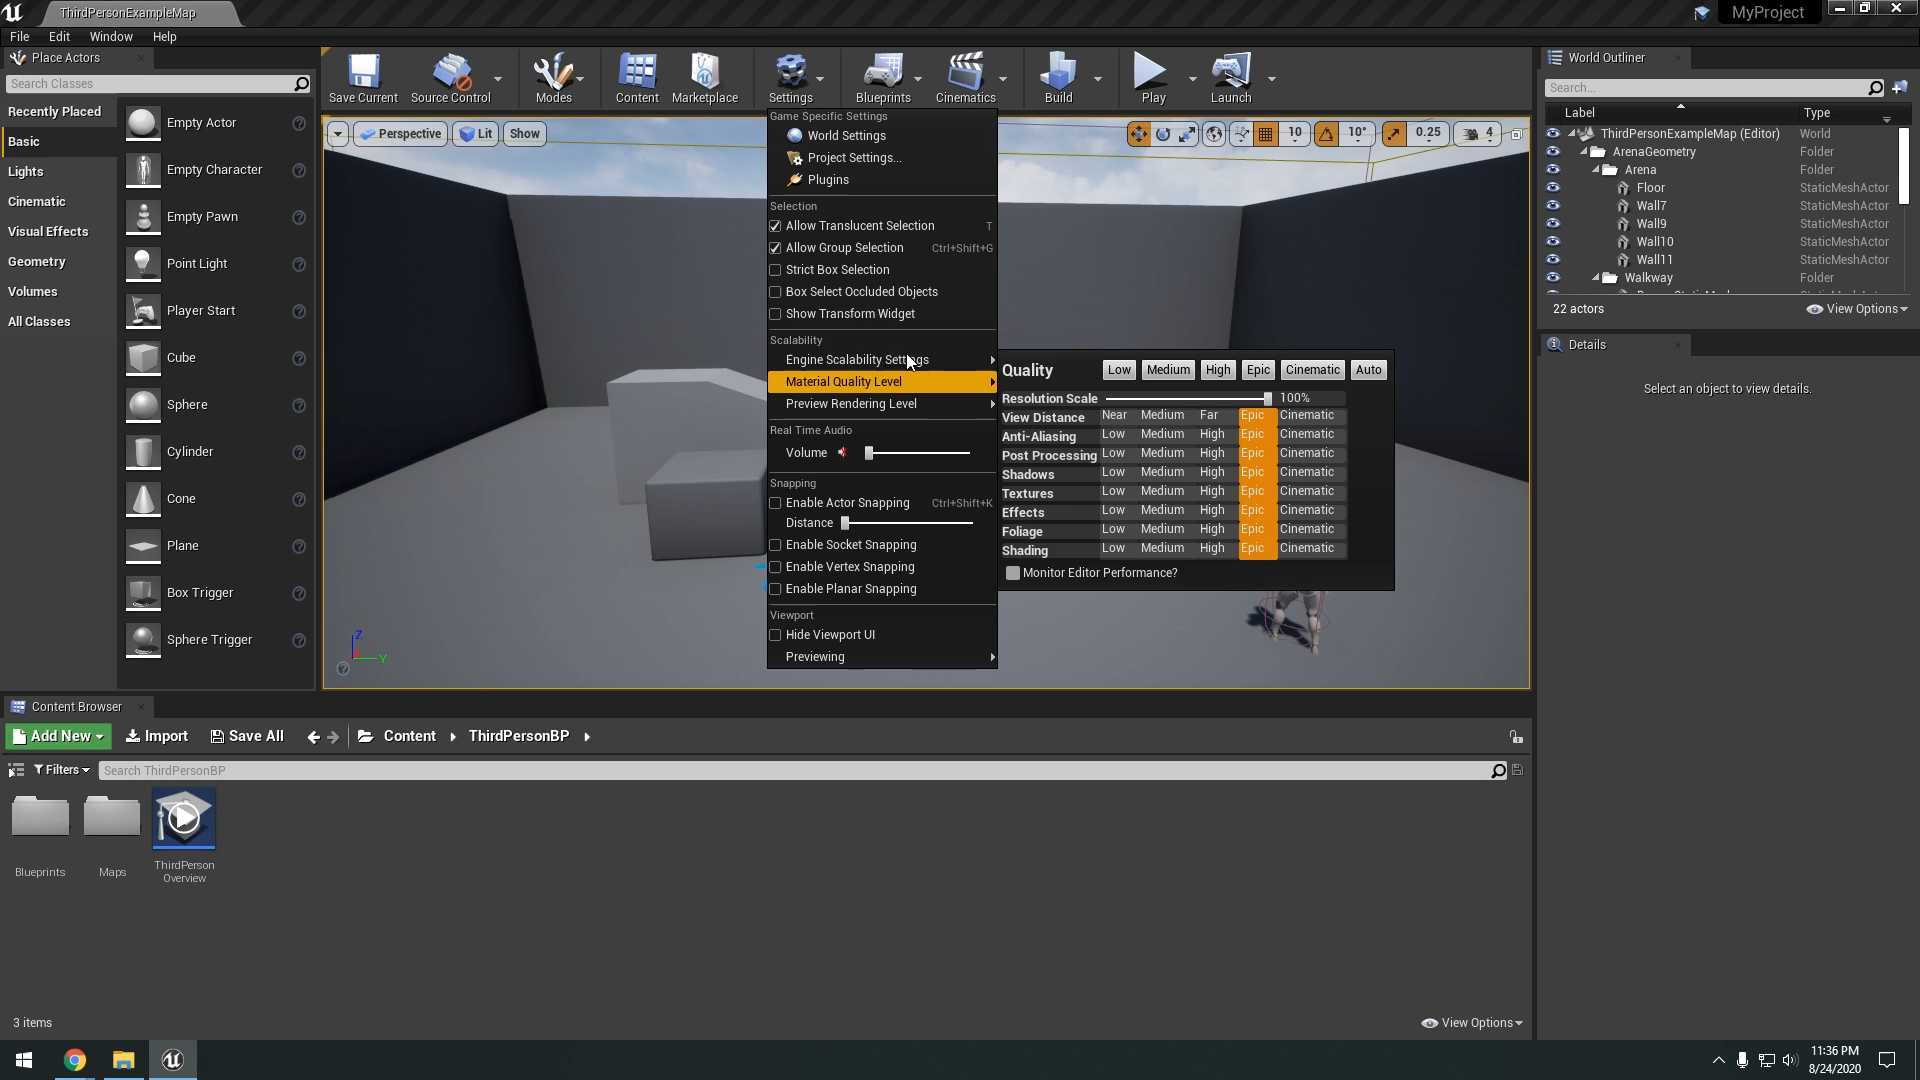 ThirdPersonExampleMap
MyProject
File Edit Window Help
Place Actors
Search Classes
Recently Placed
Basic
Lights
Cinematic
Visual Effects
Geometry
Volumes
All Classes
Empty Actor
Empty Character
Empty Pawn
Point Light
Player Start
Cube
Sphere
Cylinder
Cone
Plane
Box Trigger
Sphere Trigger
Save Current Source Control Modes Content Marketplace Settings Blueprints Cinematics Build Play Launch
Perspective Lit Show
10 10° 0.25 4
Game Specific Settings
World Settings
Project Settings...
Plugins
Selection
Allow Translucent Selection T
Allow Group Selection Ctrl+Shift+G
Strict Box Selection
Box Select Occluded Objects
Show Transform Widget
Scalability
Engine Scalability Settings
Material Quality Level
Preview Rendering Level
Real Time Audio
Volume
Snapping
Enable Actor Snapping Ctrl+Shift+K
Distance
Enable Socket Snapping
Enable Vertex Snapping
Enable Planar Snapping
Viewport
Hide Viewport UI
Previewing
Quality Low Medium High Epic Cinematic Auto
Resolution Scale 100%
View Distance Near Medium Far Epic Cinematic
Anti-Aliasing Low Medium High Epic Cinematic
Post Processing Low Medium High Epic Cinematic
Shadows Low Medium High Epic Cinematic
Textures Low Medium High Epic Cinematic
Effects Low Medium High Epic Cinematic
Foliage Low Medium High Epic Cinematic
Shading Low Medium High Epic Cinematic
Monitor Editor Performance?
Z
Y
World Outliner
Search...
Label Type
ThirdPersonExampleMap (Editor) World
ArenaGeometry Folder
Arena Folder
Floor StaticMeshActor
Wall7 StaticMeshActor
Wall9 StaticMeshActor
Wall10 StaticMeshActor
Wall11 StaticMeshActor
Walkway Folder
22 actors View Options
Details
Select an object to view details.
Content Browser
Add New Import Save All Content ThirdPersonBP
Filters Search ThirdPersonBP
Blueprints
Maps
ThirdPerson
Overview
3 items View Options
11:36 PM
8/24/2020